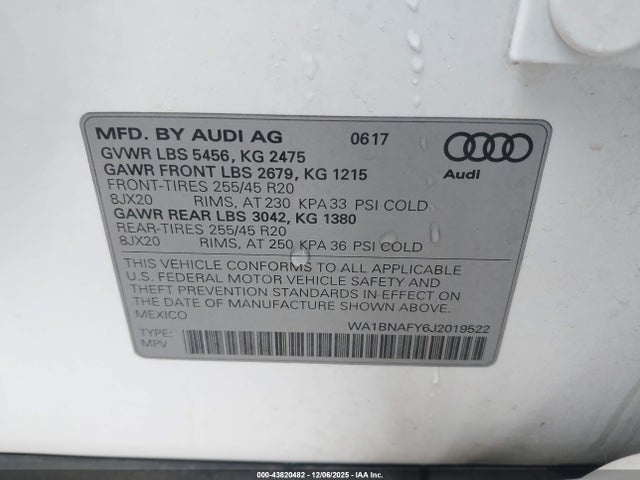 MFD. BY AUDI AG 0617
GVWR LBS 5456, KG 2475
GAWR FRONT LBS 2679, KG 1215
FRONT-TIRES 255/45 R20
8JX20 RIMS, AT 230 KPA 33 PSI COLD
GAWR REAR LBS 3042, KG 1380
REAR-TIRES 255/45 R20
8JX20 RIMS, AT 250 KPA 36 PSI COLD
Audi
THIS VEHICLE CONFORMS TO ALL APPLICABLE
U.S. FEDERAL MOTOR VEHICLE SAFETY AND
THEFT PREVENTION STANDARDS IN EFFECT ON
THE DATE OF MANUFACTURE SHOWN ABOVE.
MEXICO
WA1BNAFY6J2019522
TYPE:
MPV
000-43820482 - 12/06/2025 - IAA Inc.